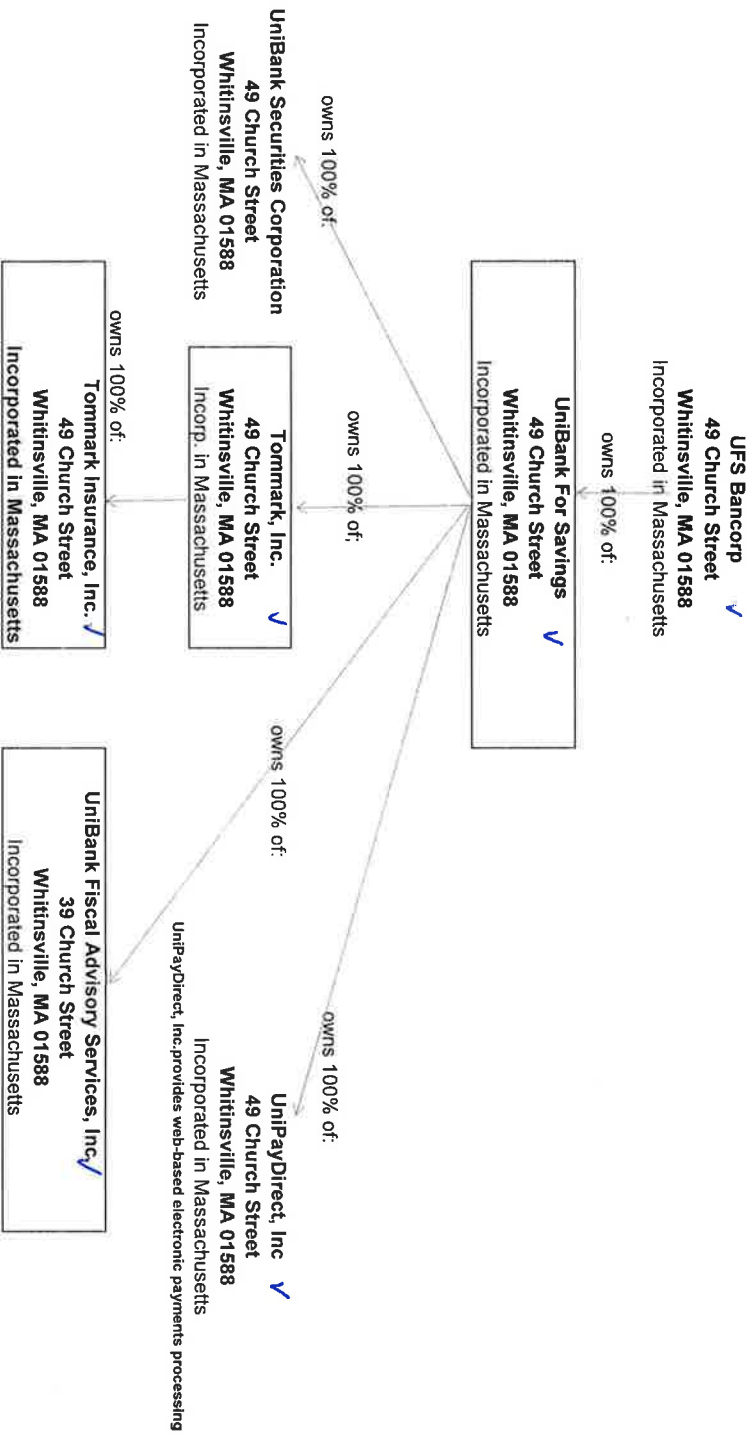 UFS Bancorp
49 Church Street
Whitinsville, MA 01588
Incorporated in Massachusetts
owns 100% of:
UniBank For Savings
49 Church Street
Whitinsville, MA 01588
Incorporated in Massachusetts
owns 100% of:
owns 100% of;
owns 100% of:
owns 100% of:
UniBank Securities Corporation
49 Church Street
Whitinsville, MA 01588
Incorporated in Massachusetts
Tommark, Inc.
49 Church Street
Whitinsville, MA 01588
Incorp. in Massachusetts
UniPayDirect, Inc
49 Church Street
Whitinsville, MA 01588
Incorporated in Massachusetts
UniPayDirect, Inc.provides web-based electronic payments processing
owns 100% of:
Tommark Insurance, Inc.
49 Church Street
Whitinsville, MA 01588
Incorporated in Massachusetts
UniBank Fiscal Advisory Services, Inc.
39 Church Street
Whitinsville, MA 01588
Incorporated in Massachusetts